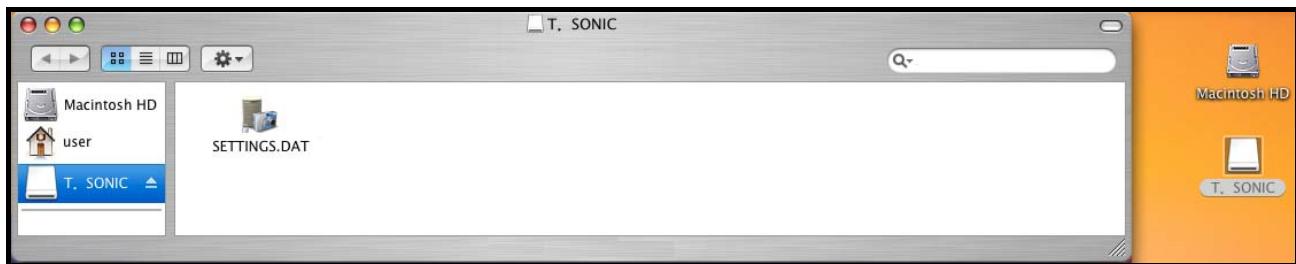 T. SONIC
Macintosh HD
user
T. SONIC
SETTINGS.DAT
Macintosh HD
T. SONIC